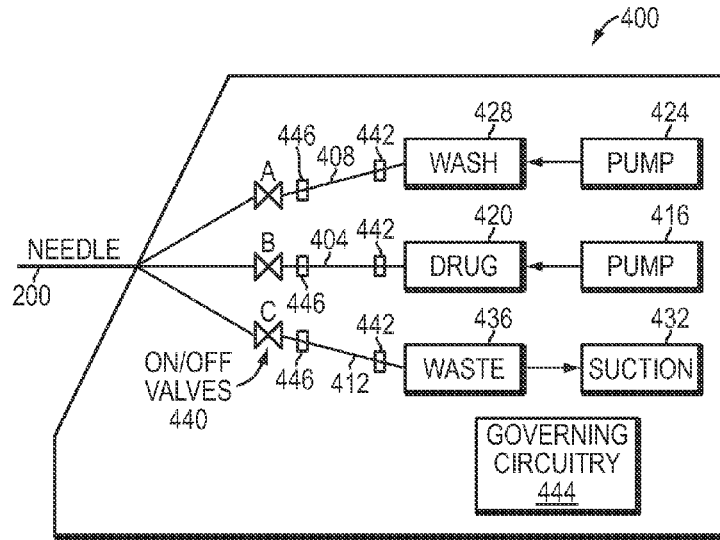 400
428
424
446
442
408
WASH
PUMP
A
420
416
NEEDLE
B
404
442
DRUG
PUMP
200
446
C
442
436
432
ON/OFF
VALVES
440
446
412
WASTE
SUCTION
GOVERNING
CIRCUITRY
444